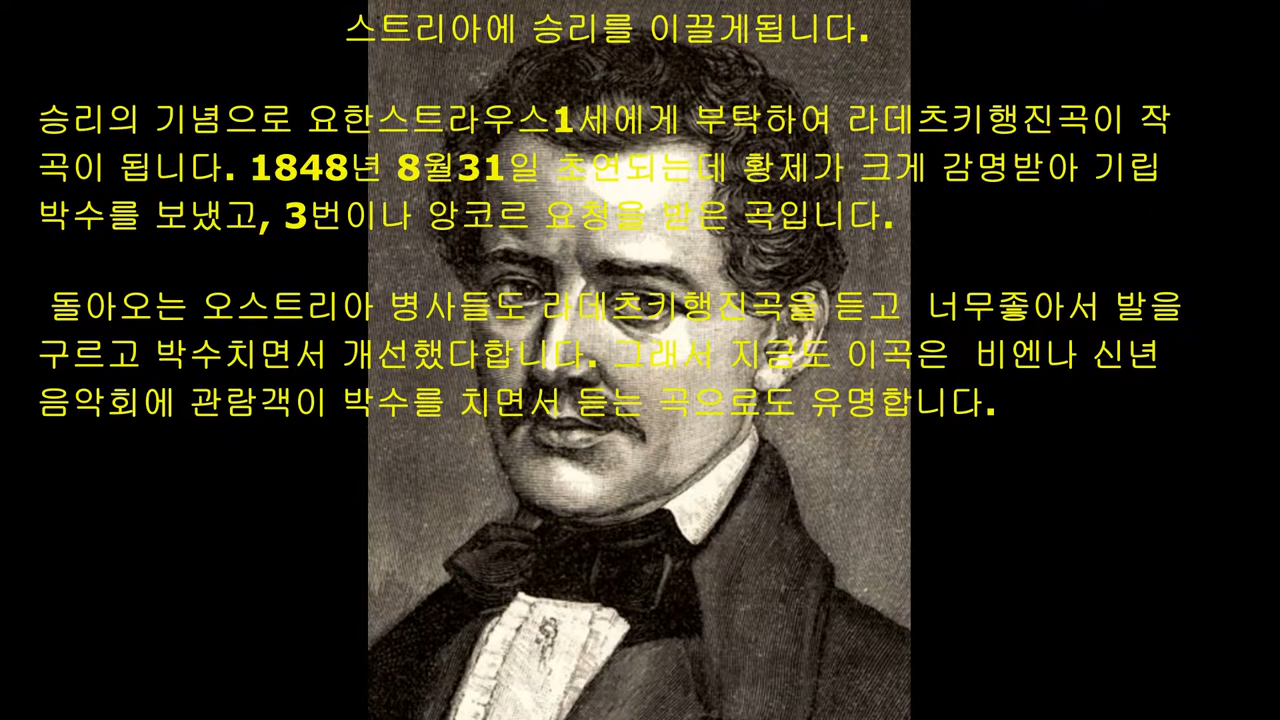 스트리아에 승리를 이끌게됩니다.
승리의 기념으로 요한스트라우스1세에게 부탁하여 라데츠키행진곡이 작
곡이 됩니다. 1848년 8월31일 초연되는데 황제가 크게 감명받아 기립
박수를 보냈고, 3번이나 앙코르 요청을 받은 곡입니다.
돌아오는 오스트리아 병사들도 라데츠키행진곡을 듣고 너무좋아서 발을
구르고 박수치면서 개선했다합니다. 그래서 지금도 이곡은 비엔나 신년
음악회에 관람객이 박수를 치면서 듣는 곡으로도 유명합니다.